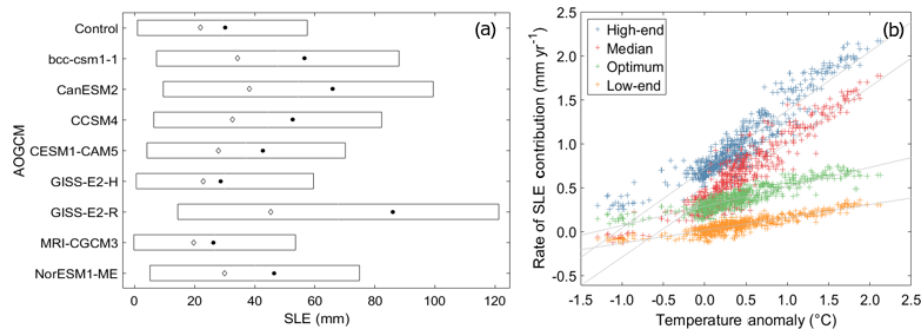 (a)
AOGCM
Control
bcc-csm1-1
CanESM2
CCSM4
CESM1-CAM5
GISS-E2-H
GISS-E2-R
MRI-CGCM3
NorESM1-ME
0 20 40 60 80 100 120
SLE (mm)
(b)
Rate of SLE contribution (mm yr⁻¹)
2.5
2.0
1.5
1.0
0.5
0.0
-0.5
High-end
Median
Optimum
Low-end
-1.5 -1.0 -0.5 0.0 0.5 1.0 1.5 2.0 2.5
Temperature anomaly (°C)